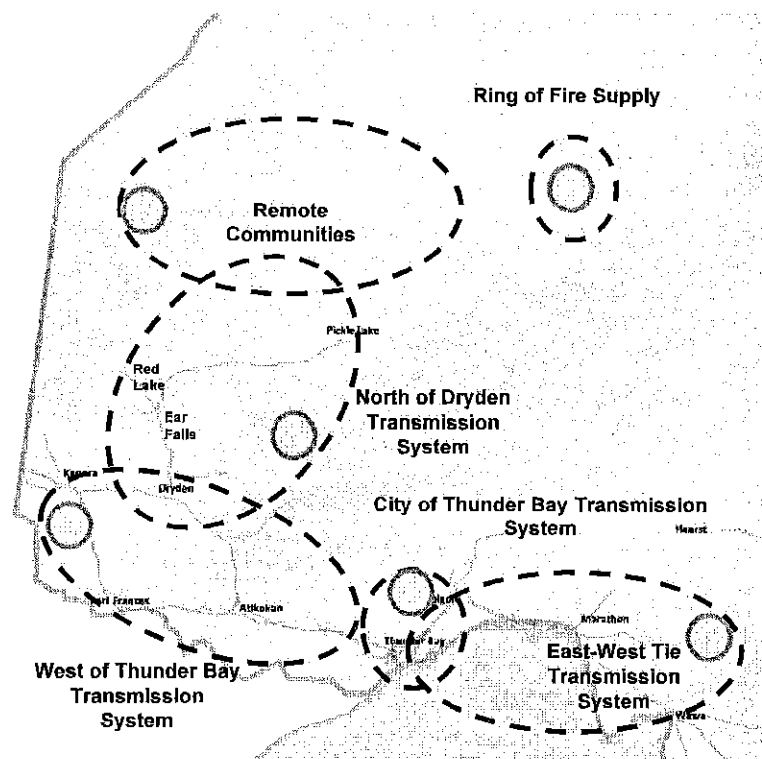 Ring of Fire Supply
Remote
Communities
Pickle Lake
Red
Lake
North of Dryden
Transmission
System
Ear
Falls
Kenora
Dryden
City of Thunder Bay Transmission
System
Hearst
Fort Frances
Atikokan
Marathon
Thunder Bay
East-West Tie
Transmission
System
West of Thunder Bay
Transmission
System
Wawa